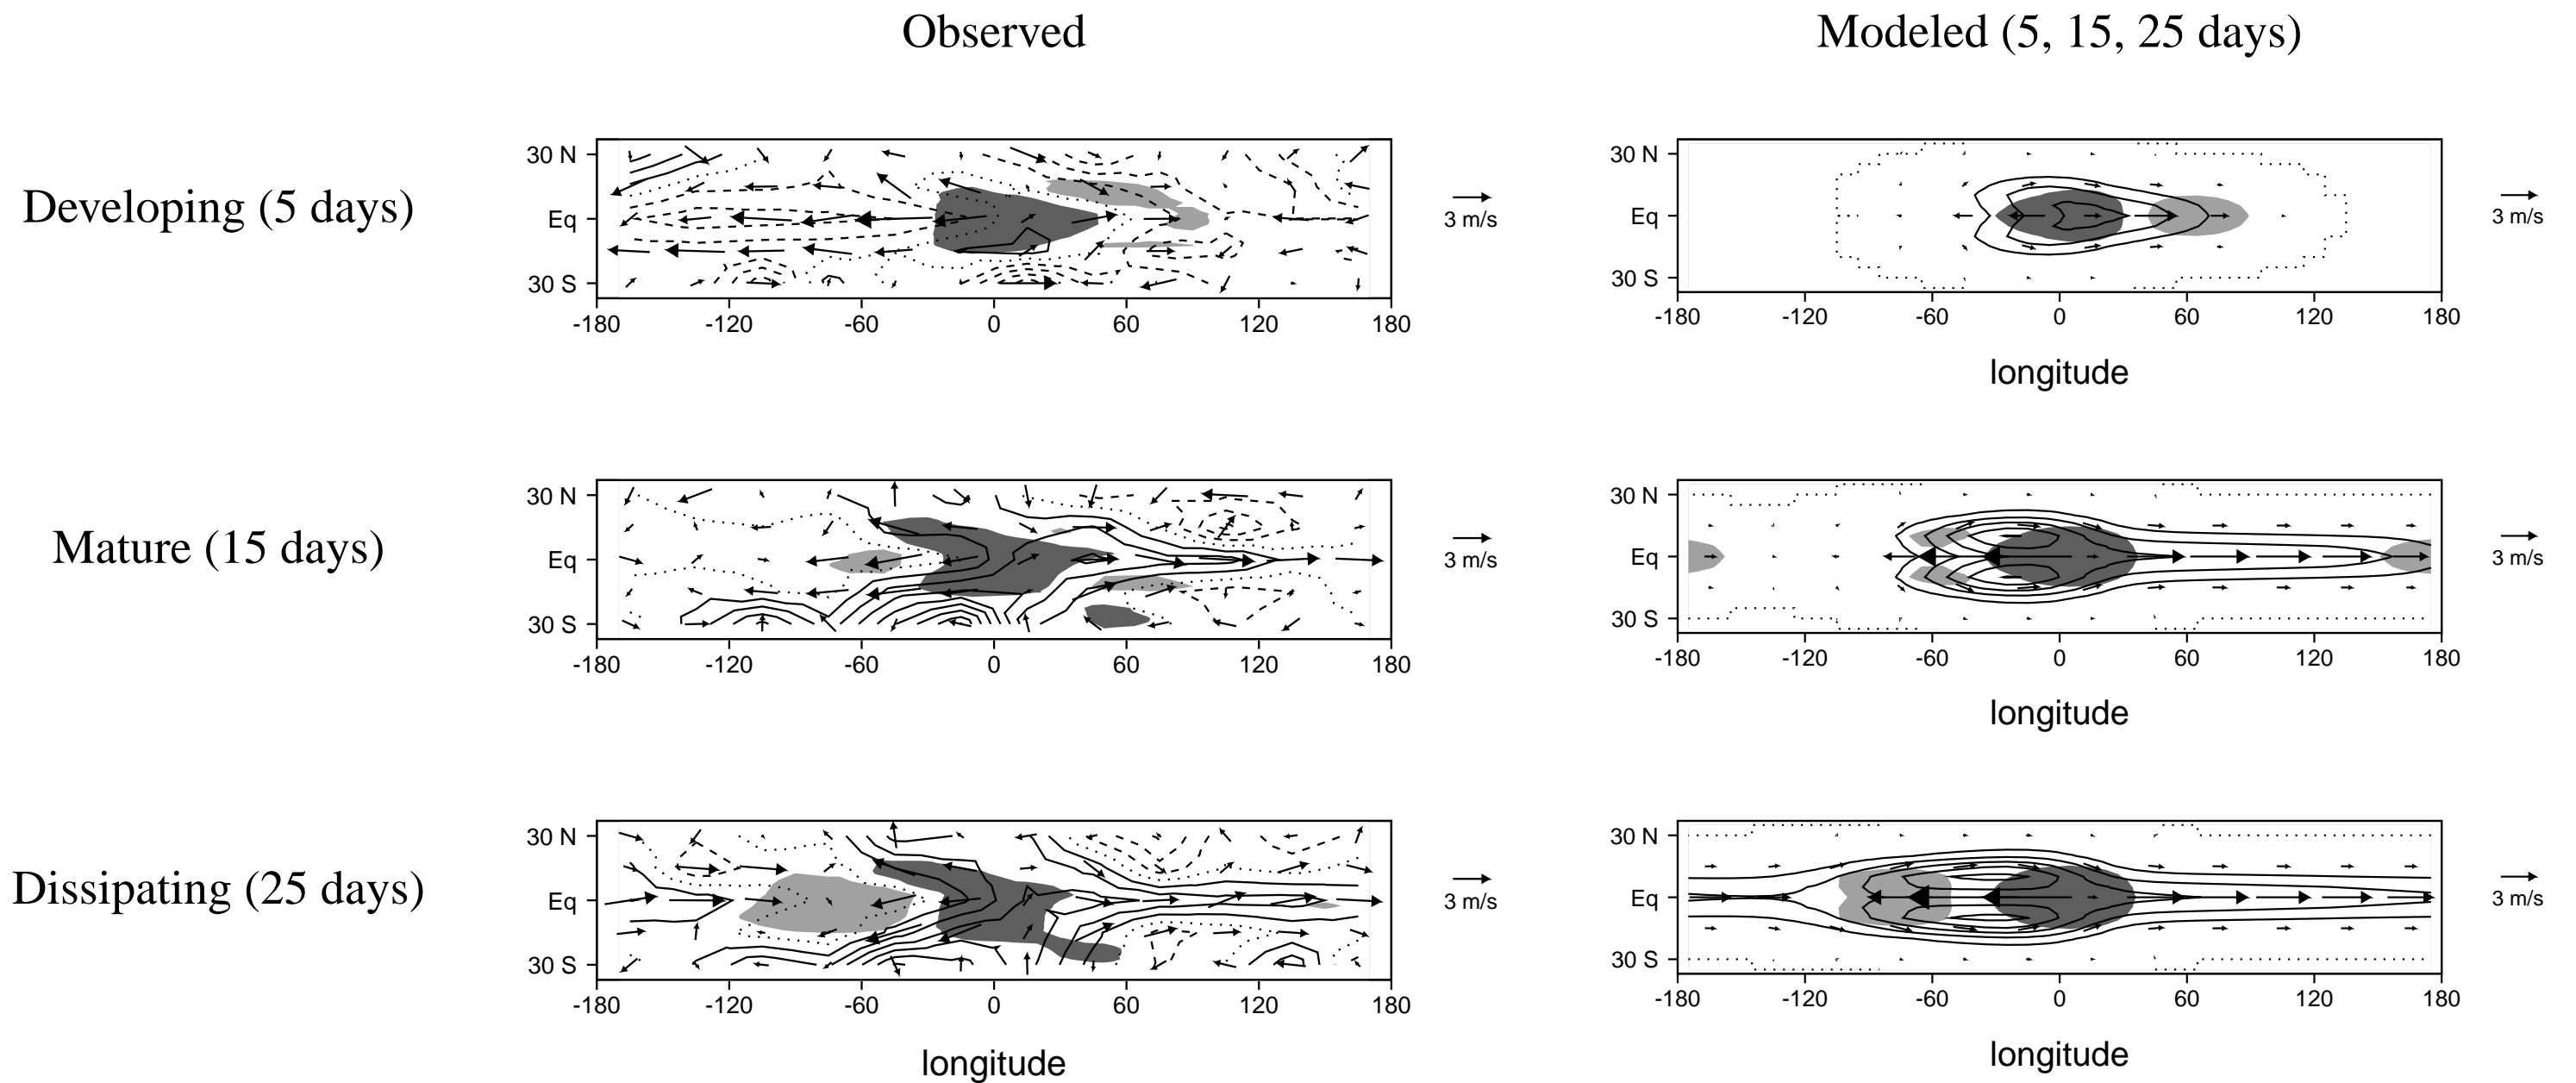 Observed
Modeled (5, 15, 25 days)
Developing (5 days)
30 N
Eq
30 S
-180 -120 -60 0 60 120 180
3 m/s
30 N
Eq
30 S
-180 -120 -60 0 60 120 180
longitude
3 m/s
Mature (15 days)
30 N
Eq
30 S
-180 -120 -60 0 60 120 180
3 m/s
30 N
Eq
30 S
-180 -120 -60 0 60 120 180
longitude
3 m/s
Dissipating (25 days)
30 N
Eq
30 S
-180 -120 -60 0 60 120 180
longitude
3 m/s
30 N
Eq
30 S
-180 -120 -60 0 60 120 180
longitude
3 m/s